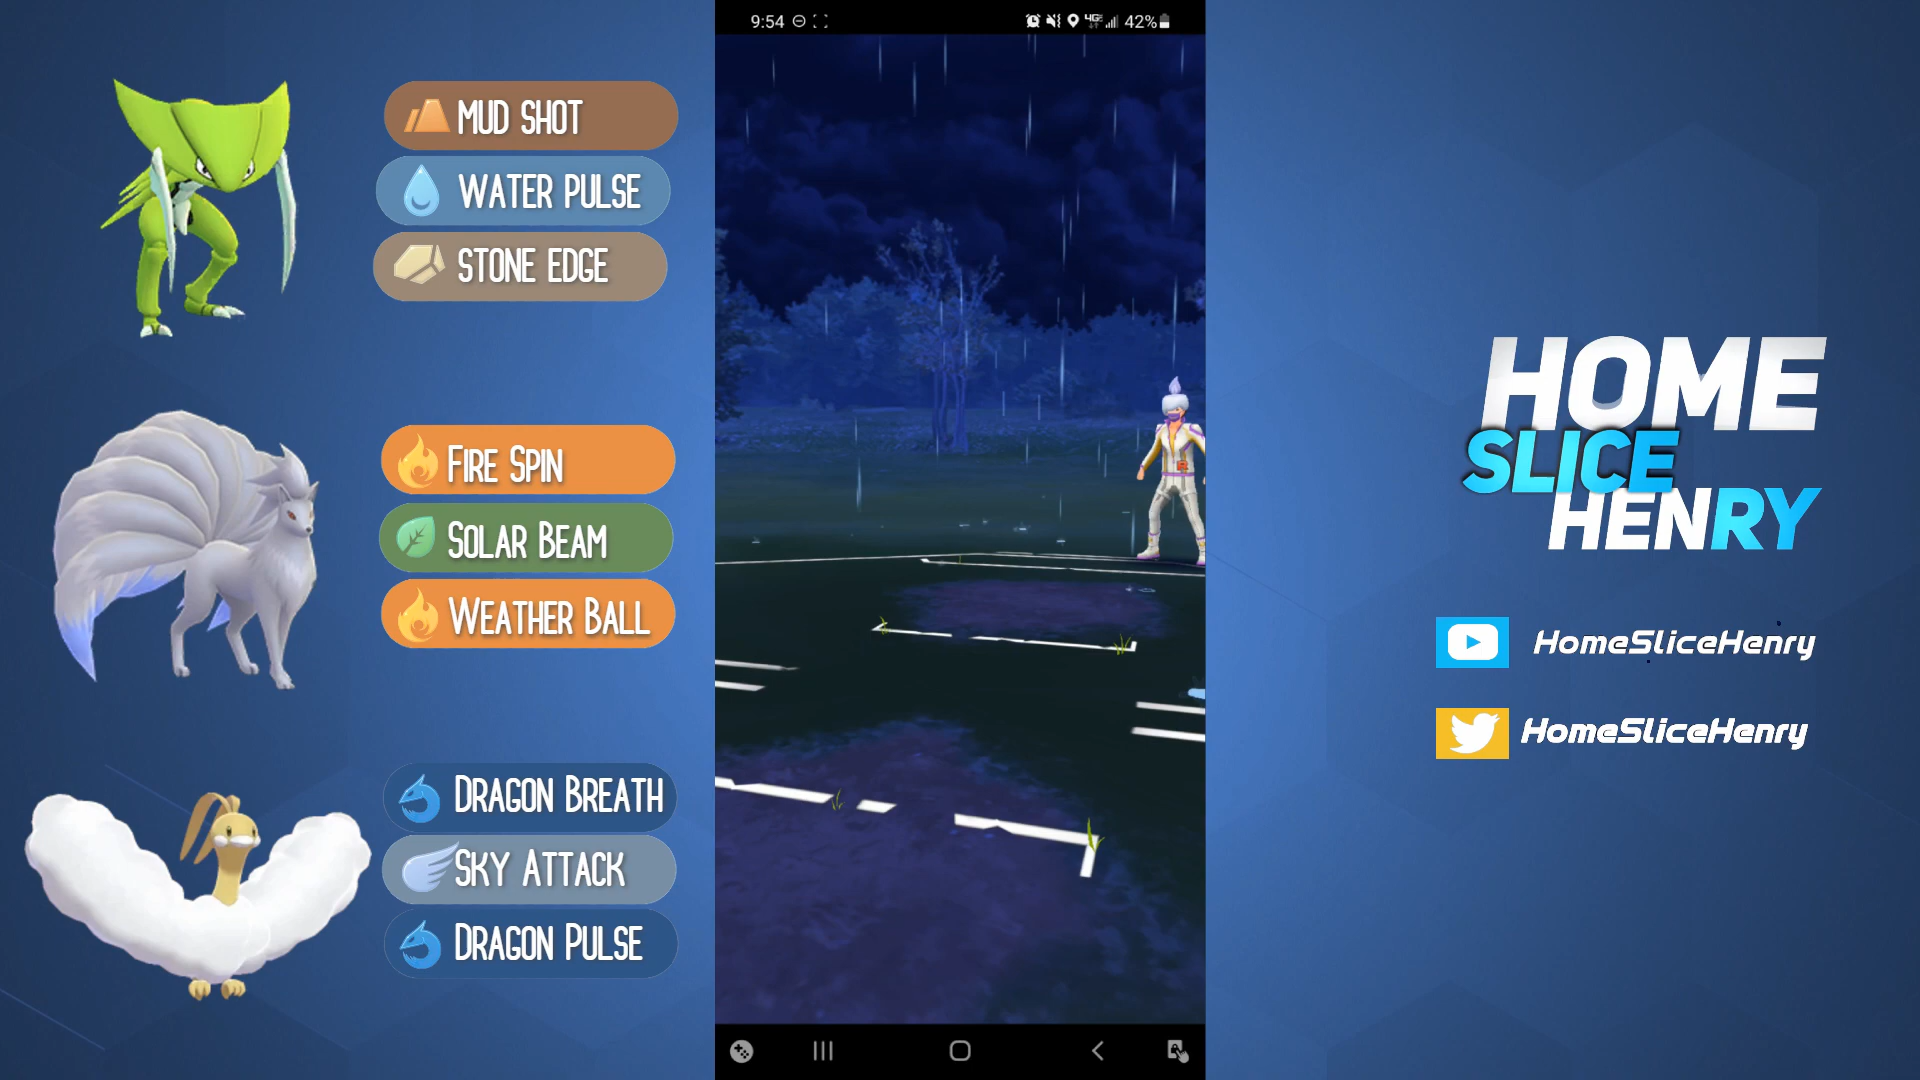 9:54
4GE 42%
MUD SHOT
WATER PULSE
STONE EDGE
FIRE SPIN
SOLAR BEAM
WEATHER BALL
DRAGON BREATH
SKY ATTACK
DRAGON PULSE
HOME
SLICE
HENRY
HomeSliceHenry
HomeSliceHenry